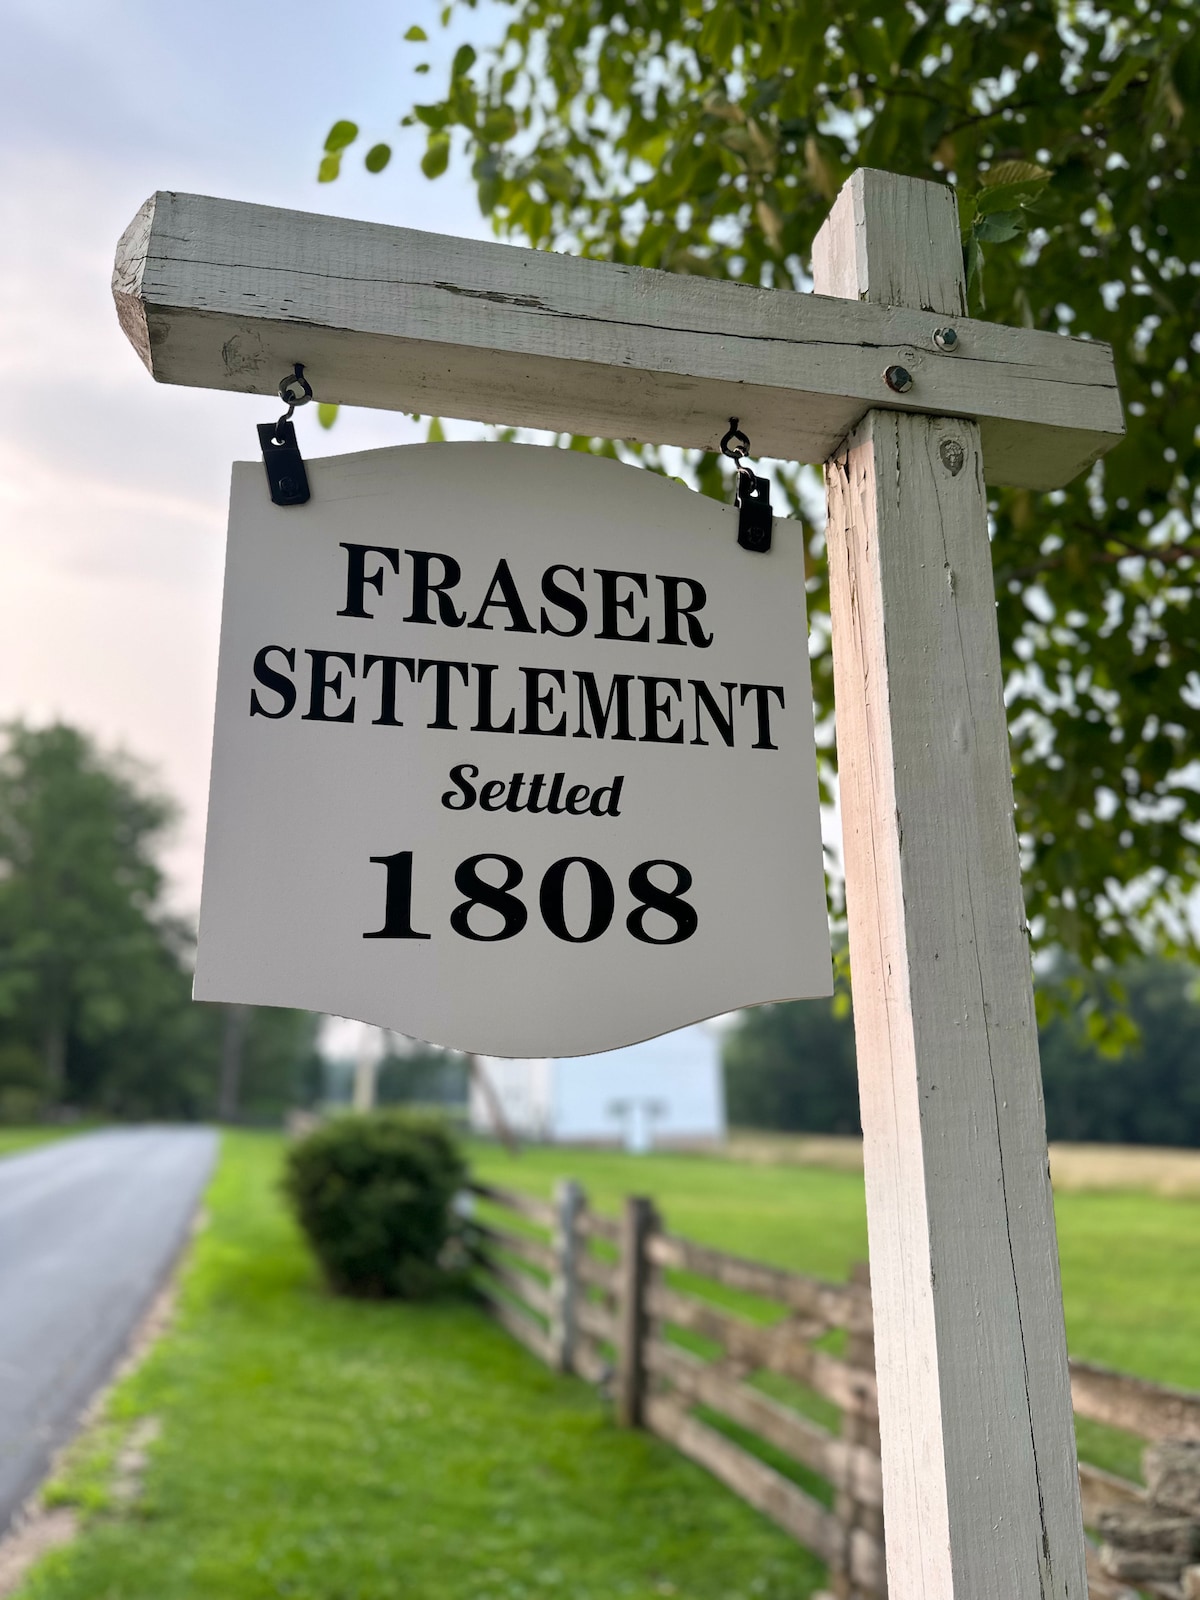 FRASER
SETTLEMENT
Settled
1808